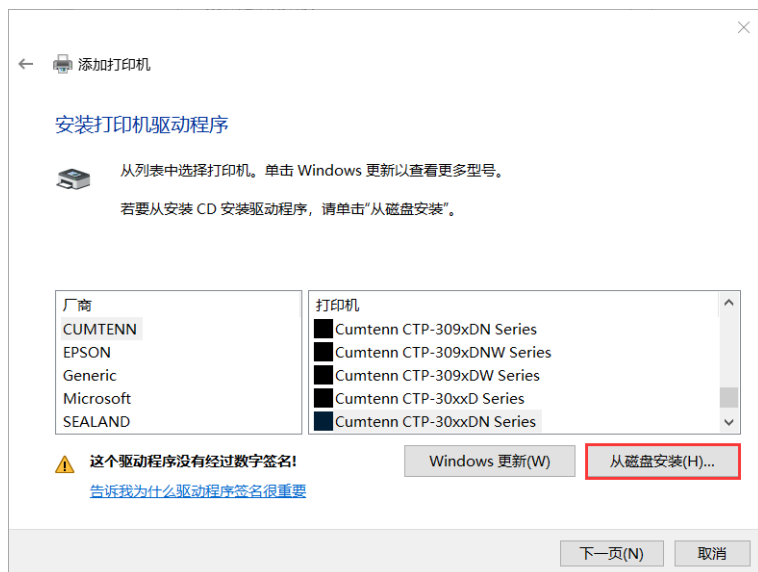 添加打印机
安装打印机驱动程序
从列表中选择打印机。单击 Windows 更新以查看更多型号。
若要从安装 CD 安装驱动程序，请单击“从磁盘安装”。
厂商
CUMTENN
EPSON
Generic
Microsoft
SEALAND
打印机
Cumtenn CTP-309xDN Series
Cumtenn CTP-309xDNW Series
Cumtenn CTP-309xDW Series
Cumtenn CTP-30xxD Series
Cumtenn CTP-30xxDN Series
这个驱动程序没有经过数字签名!
告诉我为什么驱动程序签名很重要
Windows 更新(W)
从磁盘安装(H)...
下一页(N)
取消